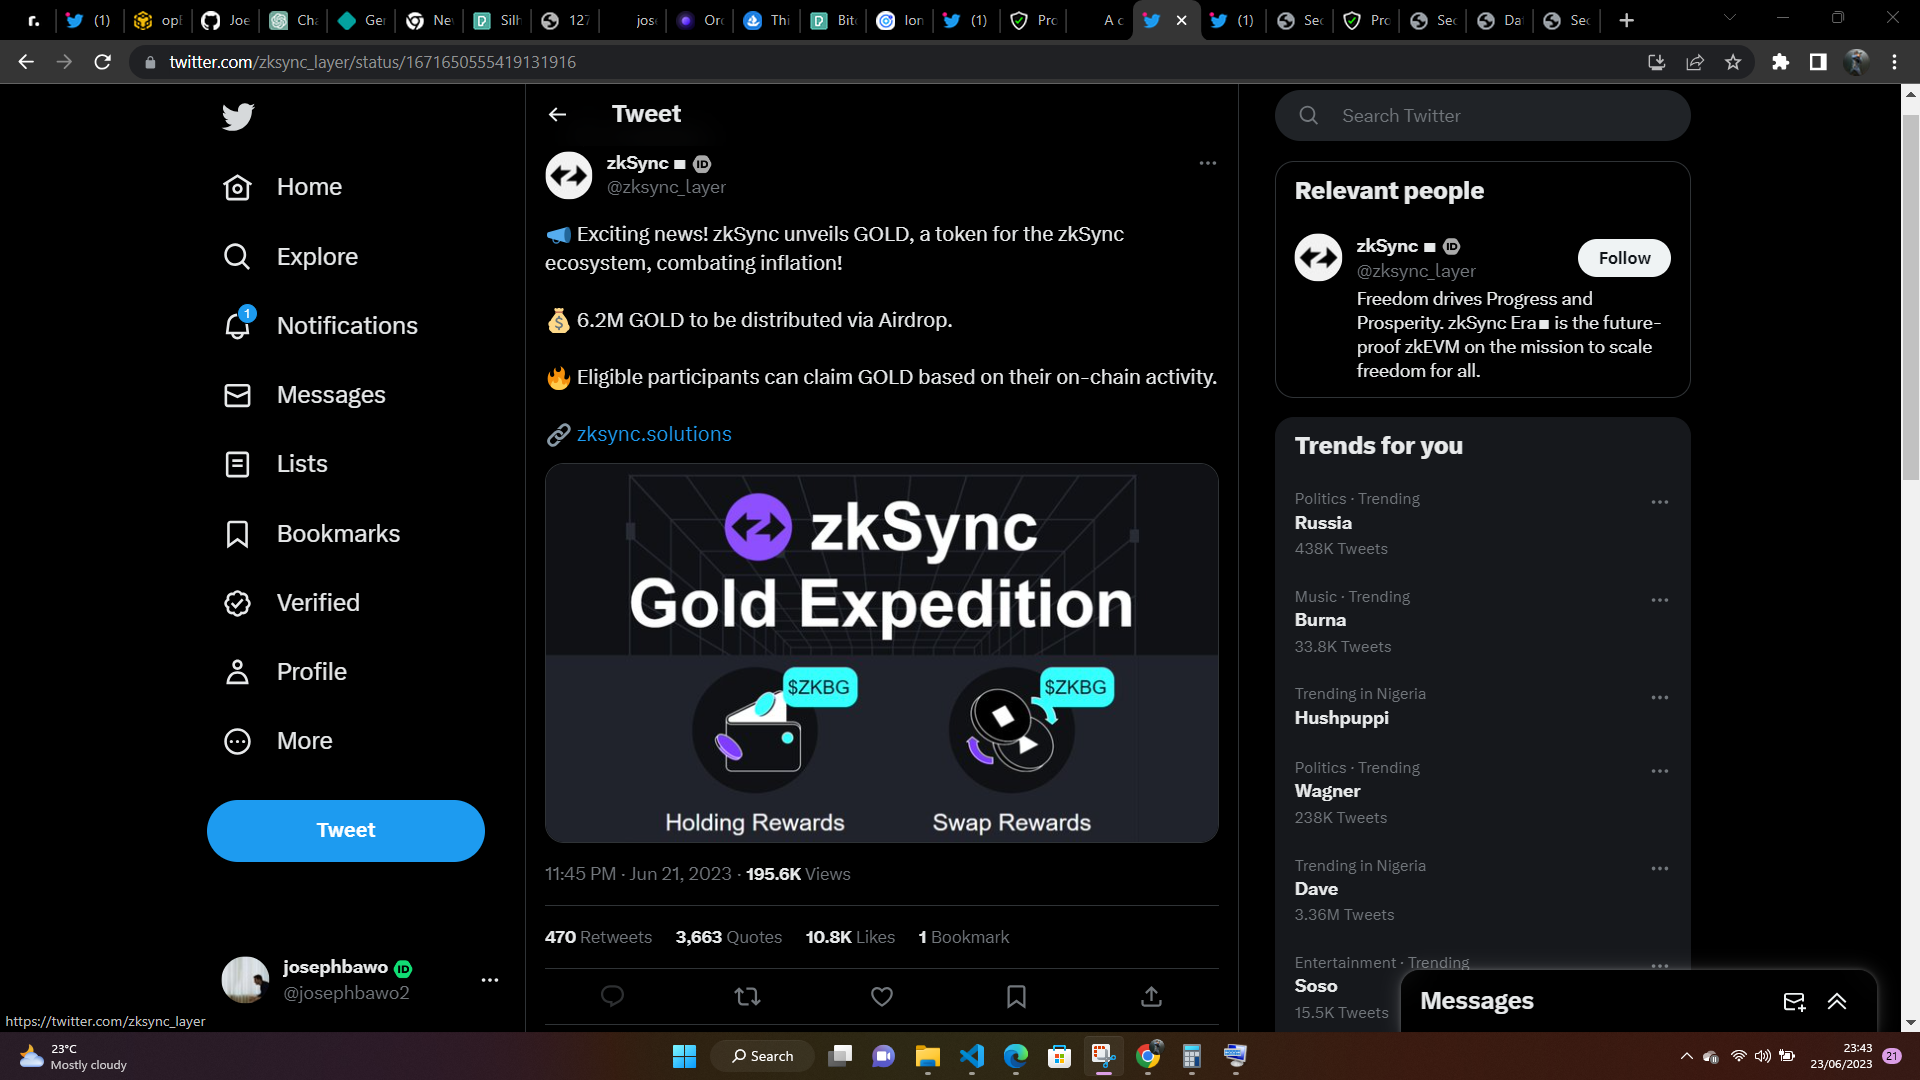 r.
(1)
opl
Joe
Cha
Ger
Nev
Silh
127
jose
Orc
Thi
Bitc
lon
(1)
Pro
A c
(1)
Sec
Pro
Sec
Da
Sec
twitter.com/zksync_layer/status/1671650555419131916
Home
Explore
1
Notifications
Messages
Lists
Bookmarks
Verified
Profile
More
Tweet
josephbawo ID
@josephbawo2
https://twitter.com/zksync_layer
Tweet
zkSync ∎ ID
@zksync_layer
📣 Exciting news! zkSync unveils GOLD, a token for the zkSync
ecosystem, combating inflation!
💰 6.2M GOLD to be distributed via Airdrop.
🔥 Eligible participants can claim GOLD based on their on-chain activity.
🔗 zksync.solutions
zkSync
Gold Expedition
$ZKBG
$ZKBG
Holding Rewards
Swap Rewards
11:45 PM · Jun 21, 2023 · 195.6K Views
470 Retweets 3,663 Quotes 10.8K Likes 1 Bookmark
Search Twitter
Relevant people
zkSync ∎ ID
@zksync_layer
Follow
Freedom drives Progress and
Prosperity. zkSync Era∎ is the future-
proof zkEVM on the mission to scale
freedom for all.
Trends for you
Politics · Trending
Russia
438K Tweets
Music · Trending
Burna
33.8K Tweets
Trending in Nigeria
Hushpuppi
Politics · Trending
Wagner
238K Tweets
Trending in Nigeria
Dave
3.36M Tweets
Entertainment · Trending
Soso
15.5K Tweets
Messages
23°C
Mostly cloudy
Search
23:43
23/06/2023
21